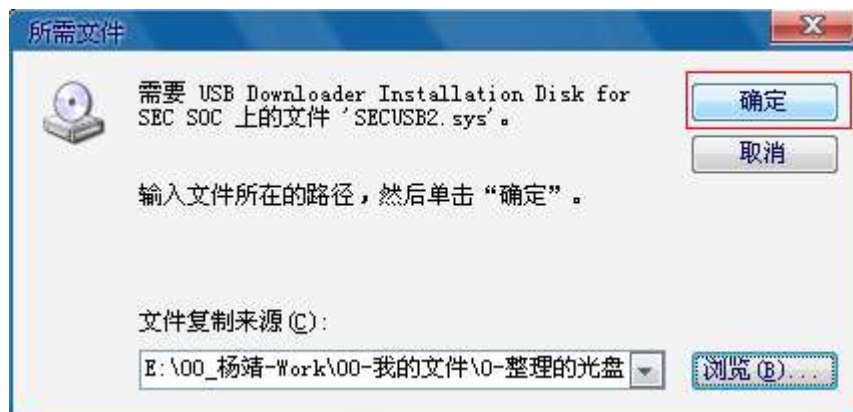 所需文件
需要 USB Downloader Installation Disk for
SEC SOC 上的文件 'SECUSB2.sys'。
确定
取消
输入文件所在的路径，然后单击“确定”。
文件复制来源(C):
E:\00_杨靖-Work\00-我的文件\0-整理的光盘
浏览(B)...